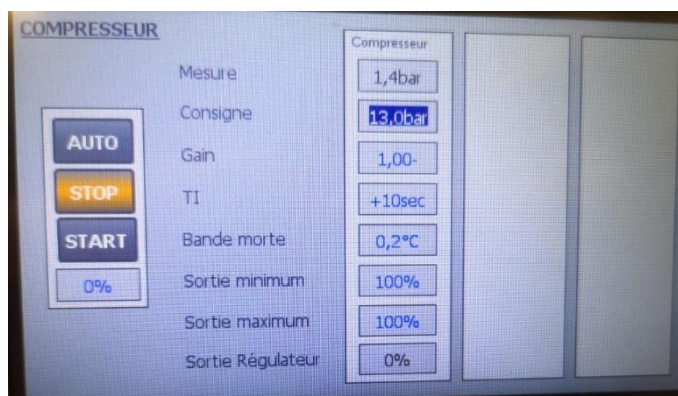 COMPRESSEUR
Compresseur
Mesure 1,4bar
Consigne 13,0bar
AUTO
Gain 1,00-
STOP
TI +10sec
START
Bande morte 0,2°C
0%
Sortie minimum 100%
Sortie maximum 100%
Sortie Régulateur 0%